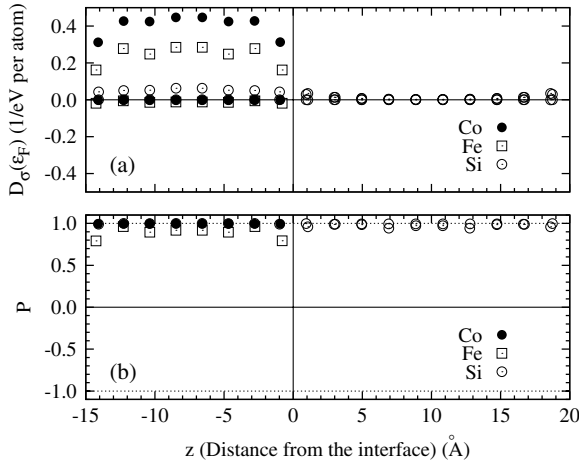 D_σ(ε_F) (1/eV per atom)
0.4
0.2
0.0
-0.2
-0.4
(a)
Co
Fe
Si
P
1.0
0.5
0.0
-0.5
-1.0
(b)
Co
Fe
Si
-15 -10 -5 0 5 10 15 20
z (Distance from the interface) (Å)